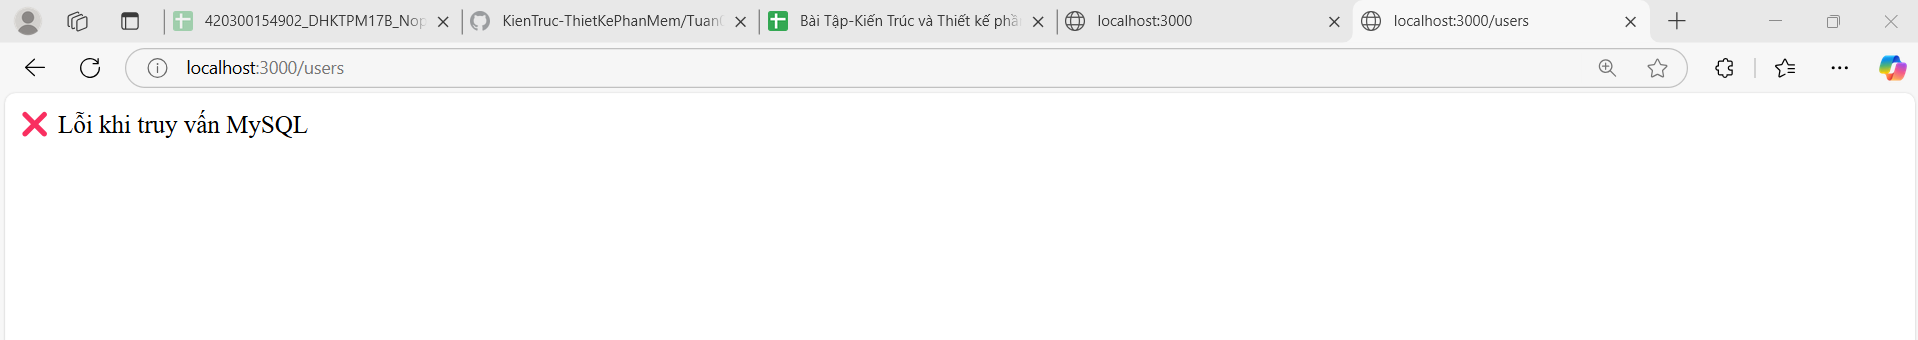 420300154902_DHKTPM17B_Nop
KienTruc-ThietKePhanMem/Tuan
Bài Tập-Kiến Trúc và Thiết kế phần
localhost:3000
localhost:3000/users
localhost:3000/users
❌ Lỗi khi truy vấn MySQL